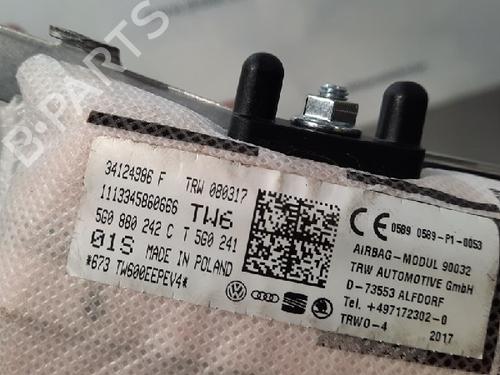 B-PARTS
34124986 F TRW 080317
1113345860666 TW6
5G0 880 242 C T 5G0 241
01S MADE IN POLAND
*673 TW600EEPEV4*
CE 0589 0589-P1-0053
AIRBAG-MODUL 90032
TRW AUTOMOTIVE GmbH
D-73553 ALFDORF
Tel. +497172302-0
TRWO-4 2017